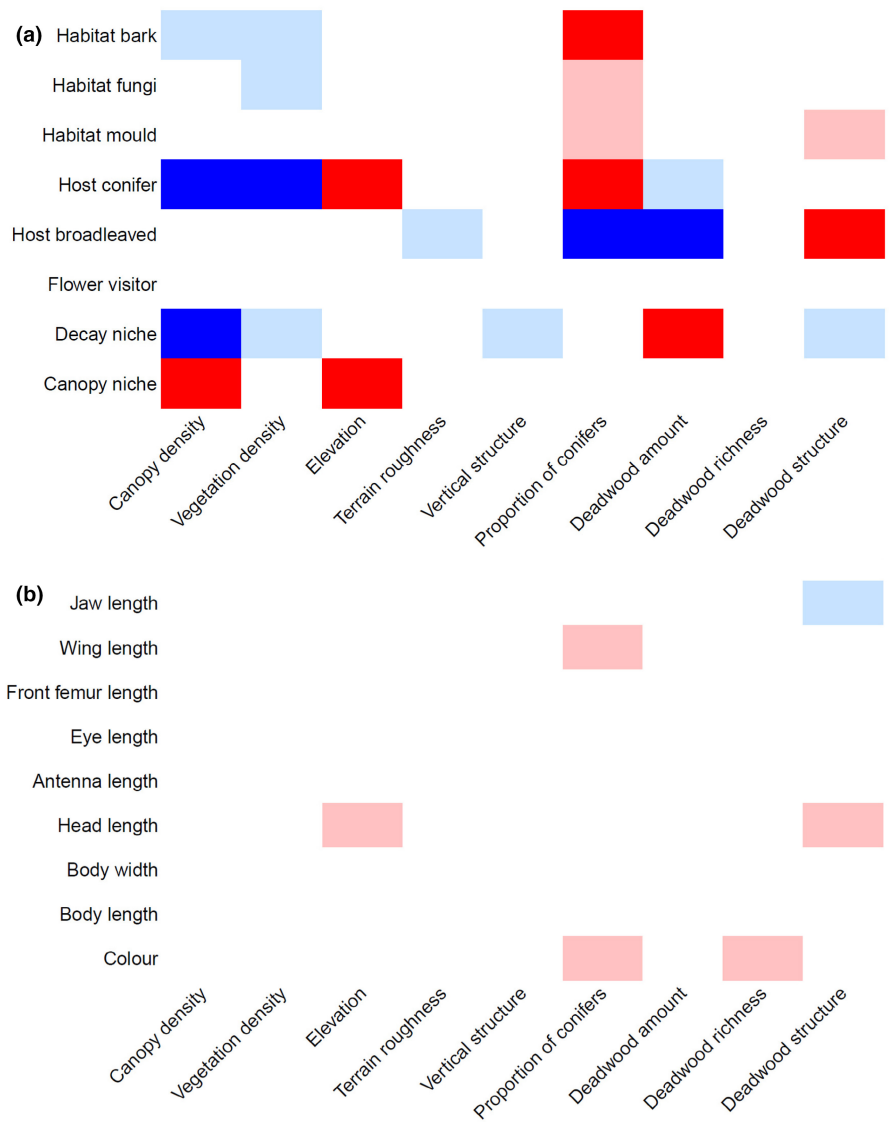 (a)
Habitat bark
Habitat fungi
Habitat mould
Host conifer
Host broadleaved
Flower visitor
Decay niche
Canopy niche
Canopy density
Vegetation density
Elevation
Terrain roughness
Vertical structure
Proportion of conifers
Deadwood amount
Deadwood richness
Deadwood structure
(b)
Jaw length
Wing length
Front femur length
Eye length
Antenna length
Head length
Body width
Body length
Colour
Canopy density
Vegetation density
Elevation
Terrain roughness
Vertical structure
Proportion of conifers
Deadwood amount
Deadwood richness
Deadwood structure